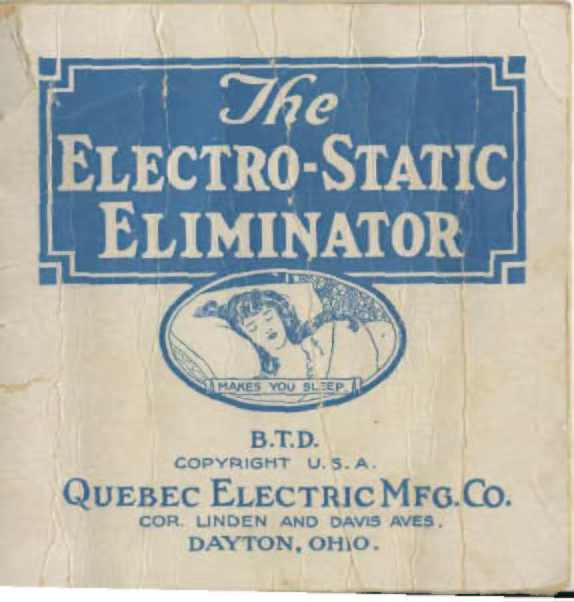 The
ELECTRO-STATIC
ELIMINATOR
MAKES YOU SLEEP.
B.T.D.
COPYRIGHT U.S.A.
QUEBEC ELECTRIC MFG. CO.
COR. LINDEN AND DAVIS AVES.
DAYTON, OHIO.